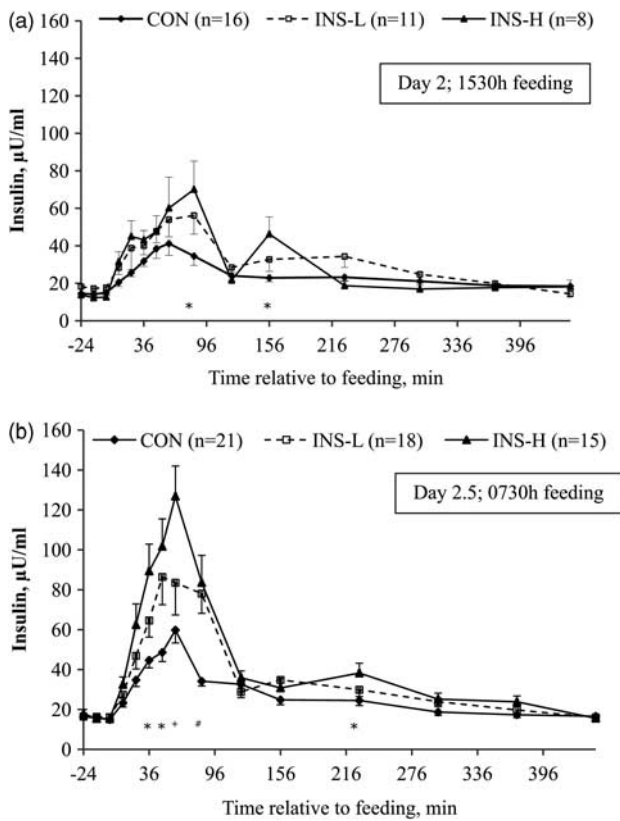 (a)
CON (n=16) INS-L (n=11) INS-H (n=8)
160
140
120
100
80
60
40
20
0
Insulin, µU/ml
Day 2; 1530h feeding
* *
-24 36 96 156 216 276 336 396
Time relative to feeding, min
(b)
CON (n=21) INS-L (n=18) INS-H (n=15)
160
140
120
100
80
60
40
20
0
Insulin, µU/ml
Day 2.5; 0730h feeding
* * + # *
-24 36 96 156 216 276 336 396
Time relative to feeding, min